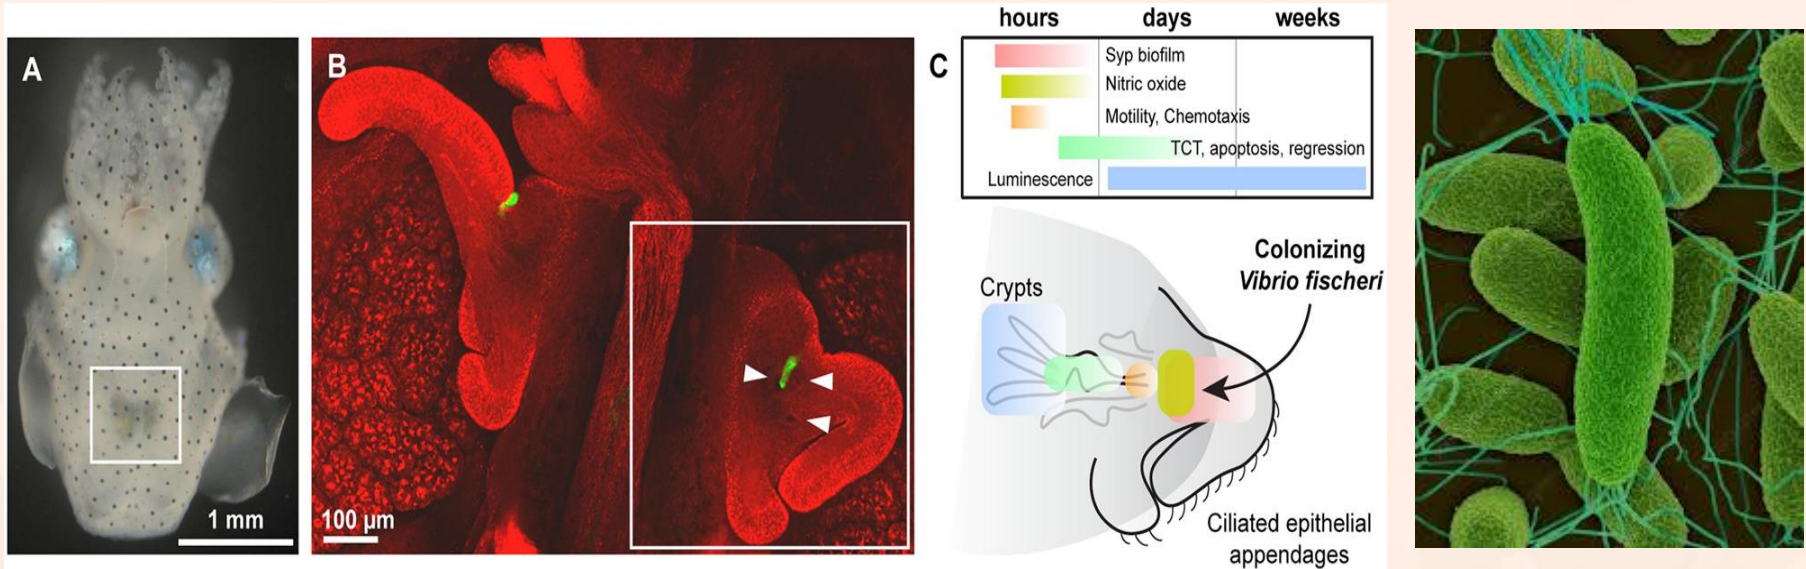 A
1 mm
B
100 µm
C
hours days weeks
Syp biofilm
Nitric oxide
Motility, Chemotaxis
TCT, apoptosis, regression
Luminescence
Colonizing
Vibrio fischeri
Crypts
Ciliated epithelial
appendages